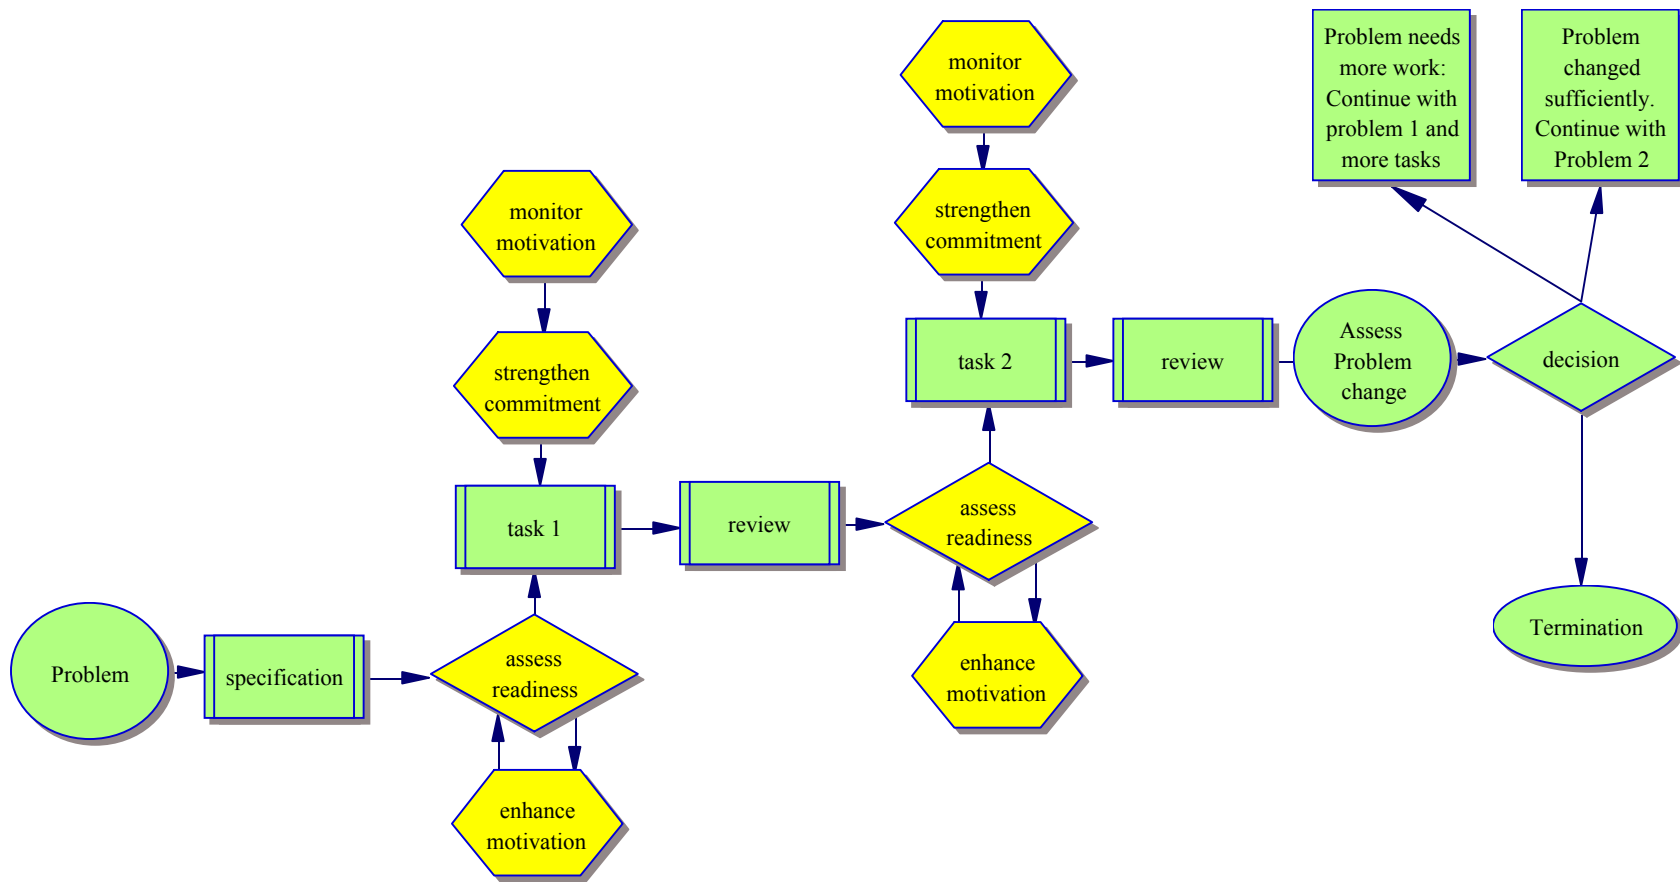 Problem
specification
assess
readiness
enhance
motivation
monitor
motivation
strengthen
commitment
task 1
review
assess
readiness
enhance
motivation
monitor
motivation
strengthen
commitment
task 2
review
Assess
Problem
change
decision
Problem needs
more work:
Continue with
problem 1 and
more tasks
Problem
changed
sufficiently.
Continue with
Problem 2
Termination